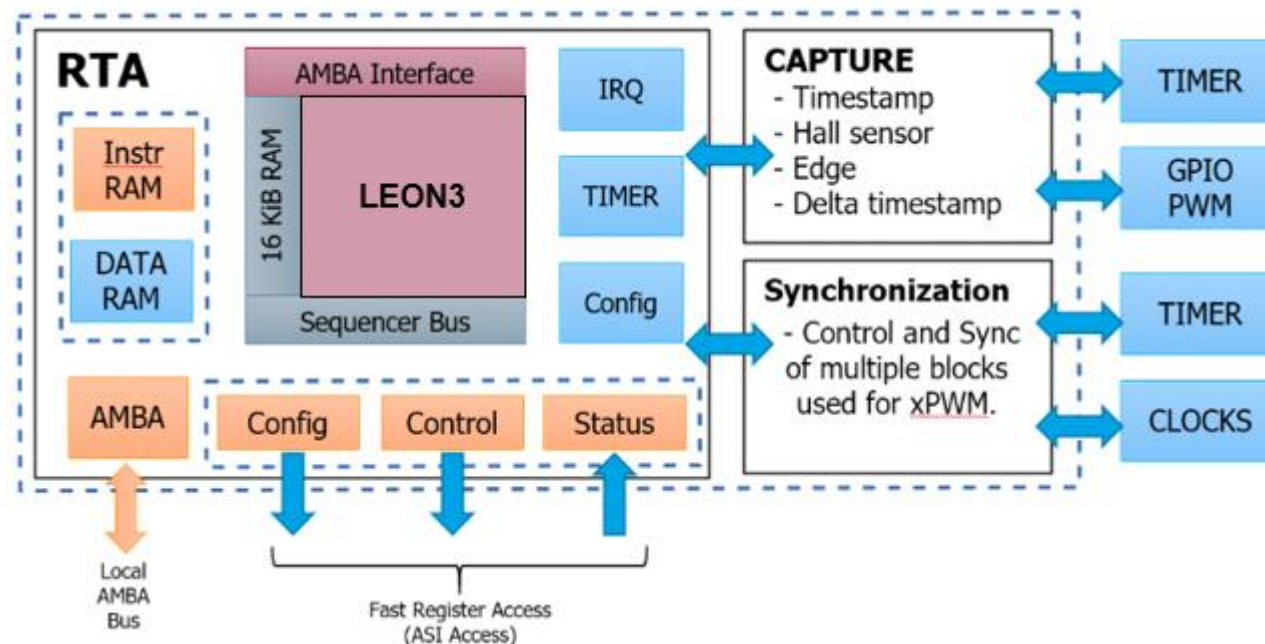 RTA
Instr
RAM
DATA
RAM
AMBA Interface
16 KiB RAM
LEON3
Sequencer Bus
IRQ
TIMER
Config
AMBA
Config
Control
Status
Local
AMBA
Bus
Fast Register Access
(ASI Access)
CAPTURE
- Timestamp
- Hall sensor
- Edge
- Delta timestamp
Synchronization
- Control and Sync
of multiple blocks
used for xPWM.
TIMER
GPIO
PWM
TIMER
CLOCKS